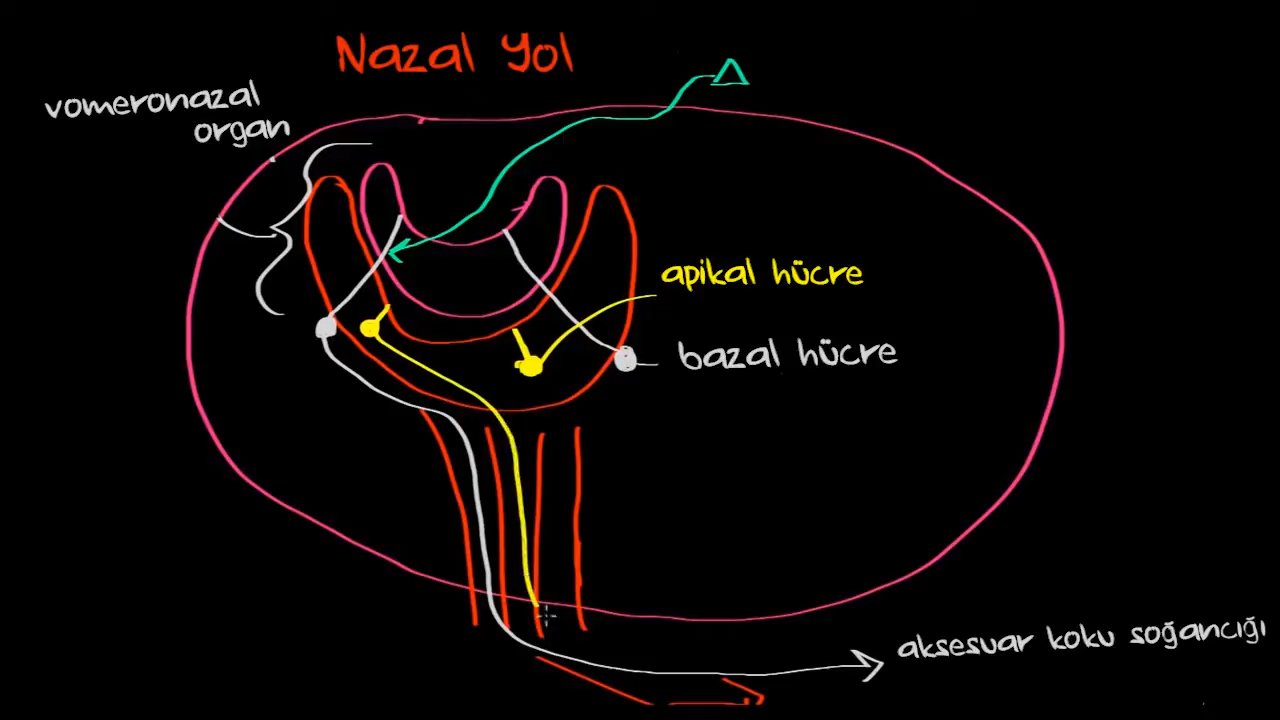 Nazal Yol
vomeronazal
organ
apikal hücre
bazal hücre
aksesuar koku soğancığı